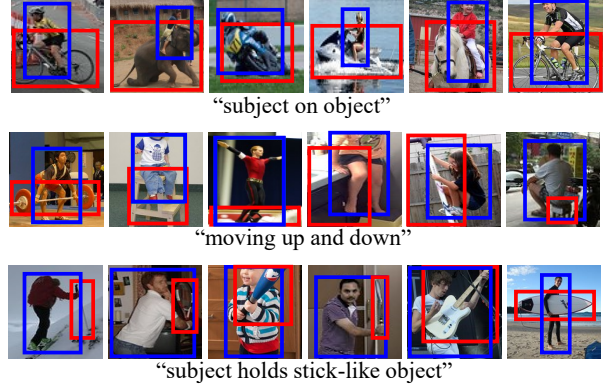 “subject on object”
“moving up and down”
“subject holds stick-like object”